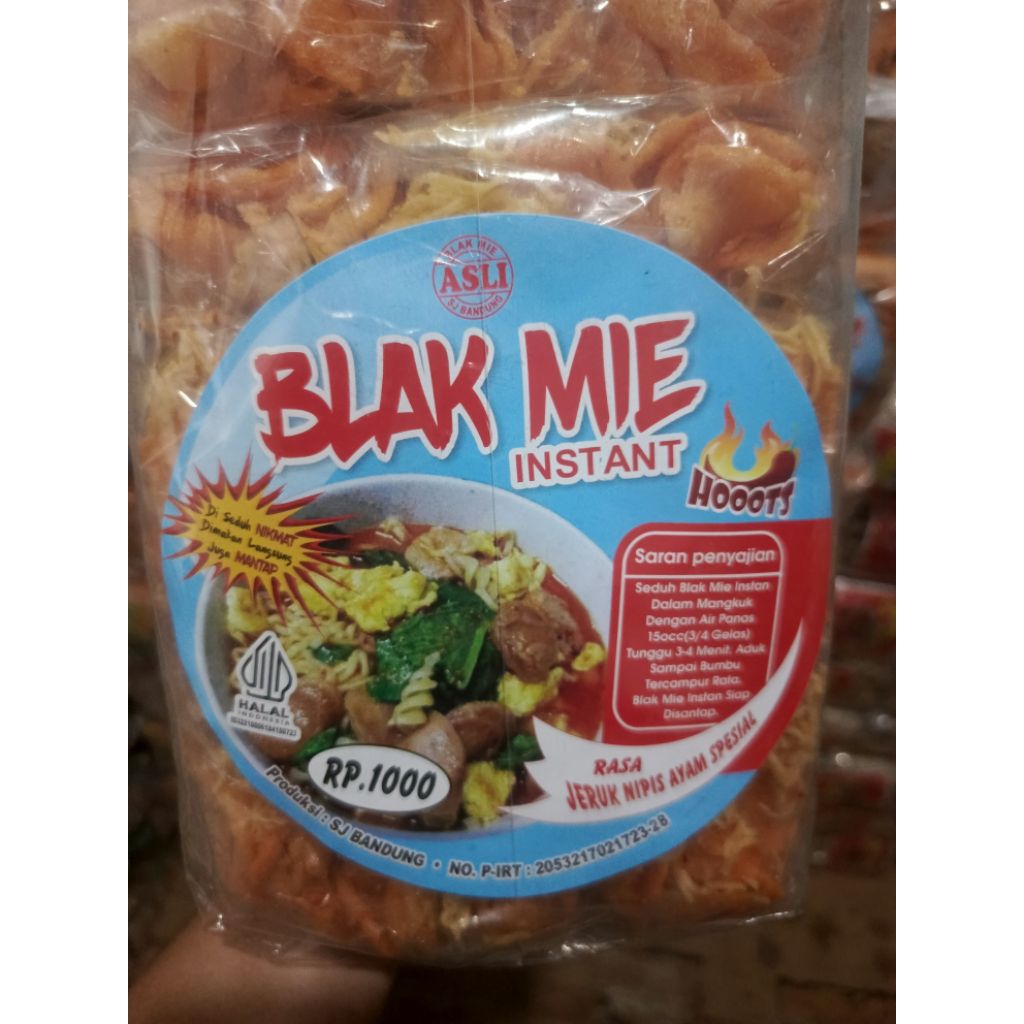 BLAK MIE
ASLI
SJ BANDUNG
BLAK MIE
INSTANT
HOOOTS
Di Seduh NIKMAT
Dimakan Langsung
Juga MANTAP
Saran penyajian
Seduh Blak Mie Instan
Dalam Mangkuk
Dengan Air Panas
150cc(3/4 Gelas)
Tunggu 3-4 Menit. Aduk
Sampai Bumbu
Tercampur Rata.
Blak Mie Instan Siap
Disantap.
HALAL
INDONESIA
RP.1000
RASA
JERUK NIPIS AYAM SPESIAL
Produksi : SJ BANDUNG • NO. P-IRT : 2053217021723-28